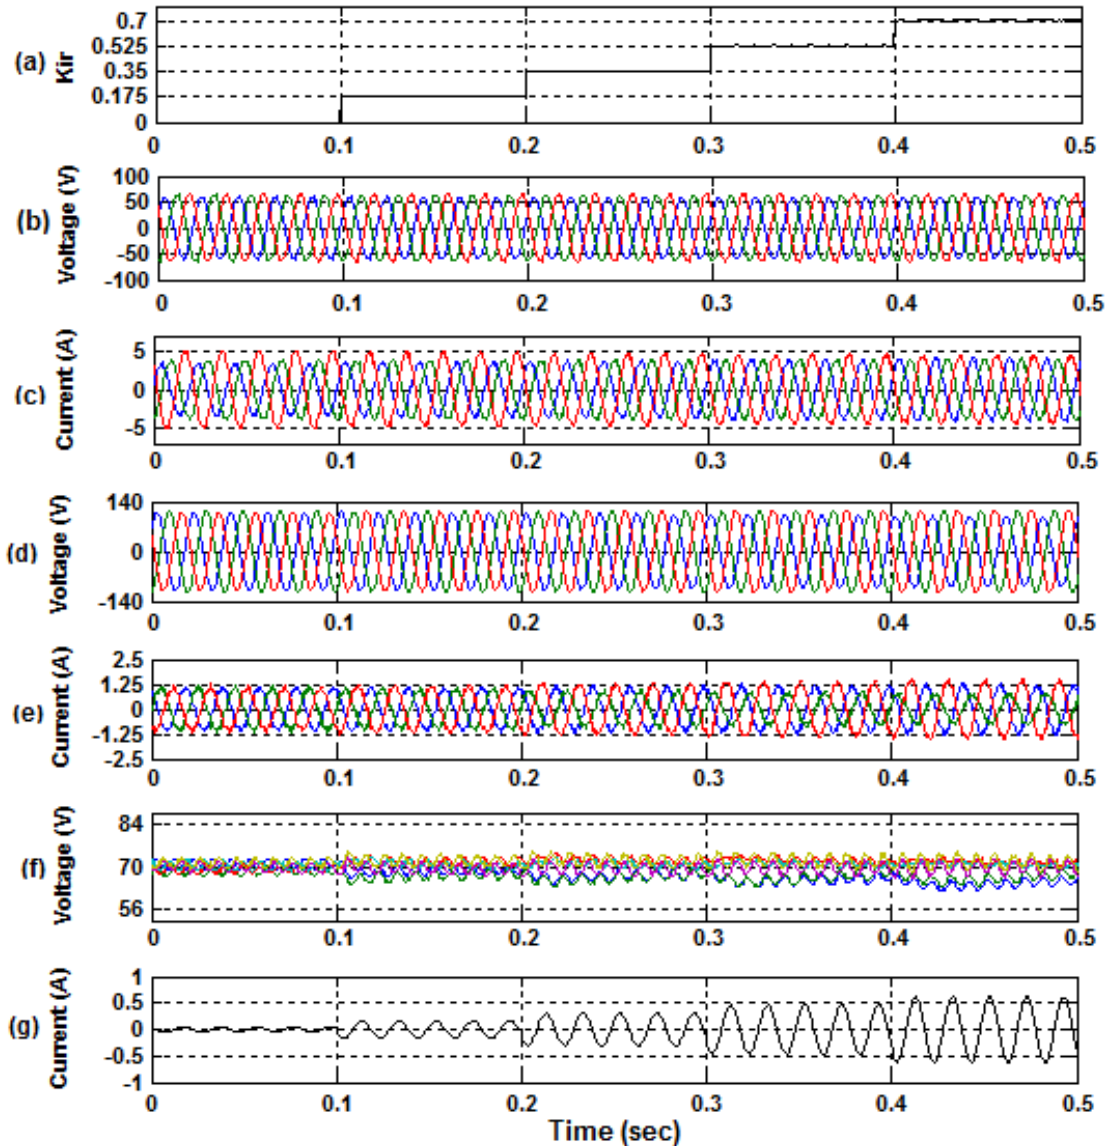 (a)
Kir
0.7
0.525
0.35
0.175
0
0 0.1 0.2 0.3 0.4 0.5
(b)
Voltage (V)
100
50
0
-50
-100
0 0.1 0.2 0.3 0.4 0.5
(c)
Current (A)
5
0
-5
0 0.1 0.2 0.3 0.4 0.5
(d)
Voltage (V)
140
0
-140
0 0.1 0.2 0.3 0.4 0.5
(e)
Current (A)
2.5
1.25
0
-1.25
-2.5
0 0.1 0.2 0.3 0.4 0.5
(f)
Voltage (V)
84
70
56
0 0.1 0.2 0.3 0.4 0.5
(g)
Current (A)
1
0.5
0
-0.5
-1
0 0.1 0.2 0.3 0.4 0.5
Time (sec)